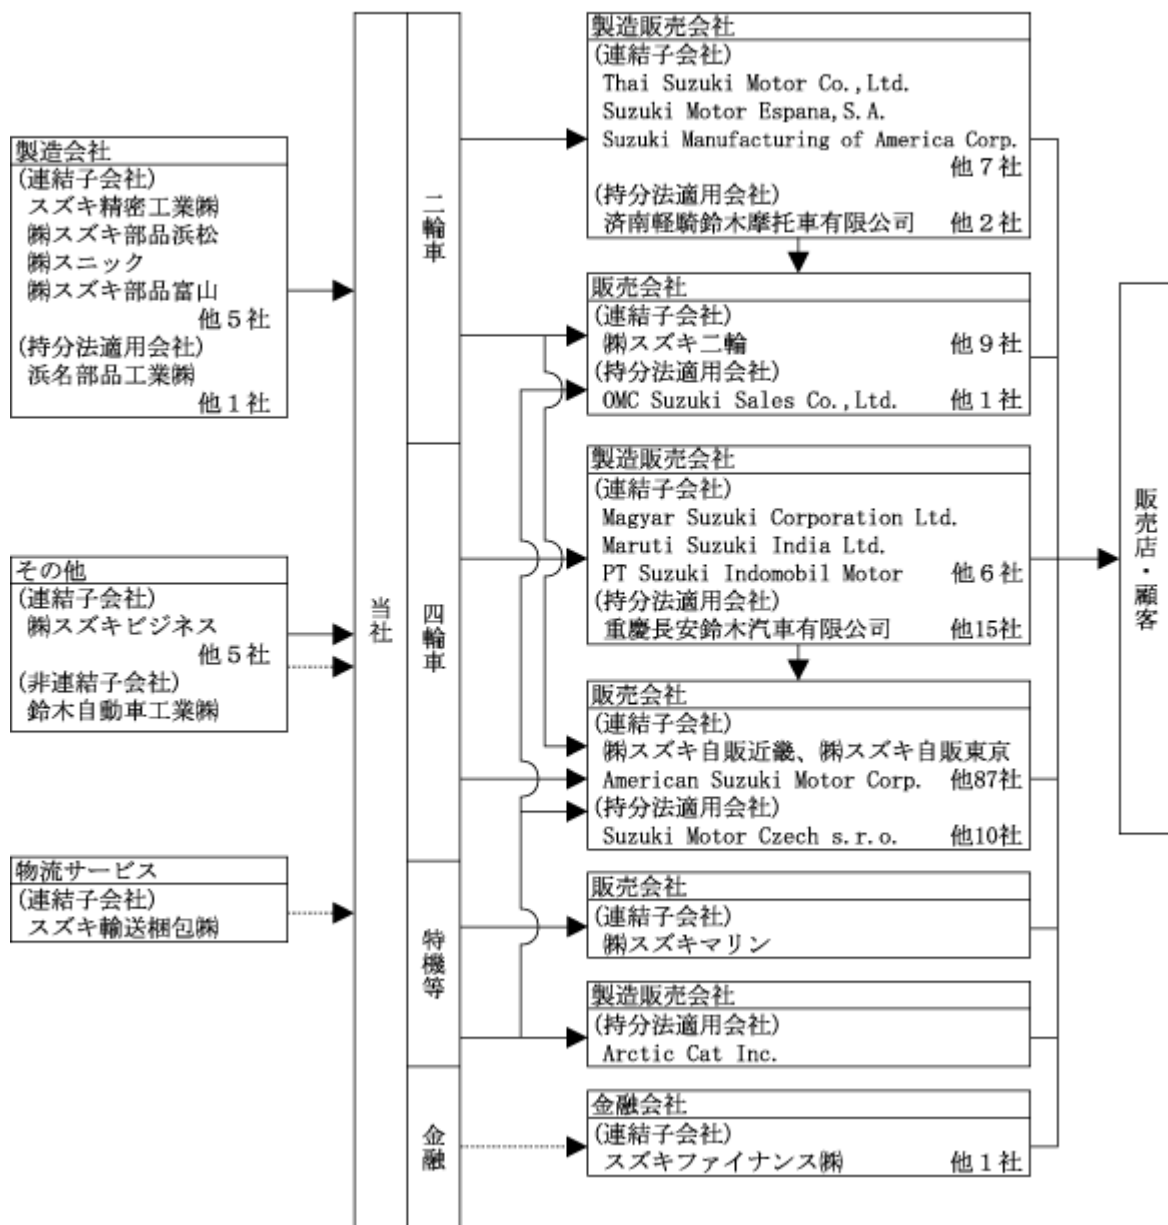 製造会社
(連結子会社)
スズキ精密工業㈱
㈱スズキ部品浜松
㈱スニック
㈱スズキ部品富山
他５社
(持分法適用会社)
浜名部品工業㈱
他１社
その他
(連結子会社)
㈱スズキビジネス
他５社
(非連結子会社)
鈴木自動車工業㈱
物流サービス
(連結子会社)
スズキ輸送梱包㈱
当社
二輪車
四輪車
特機等
金融
製造販売会社
(連結子会社)
Thai Suzuki Motor Co.,Ltd.
Suzuki Motor Espana,S.A.
Suzuki Manufacturing of America Corp.
他７社
(持分法適用会社)
済南軽騎鈴木摩托車有限公司 他２社
販売会社
(連結子会社)
㈱スズキ二輪 他９社
(持分法適用会社)
OMC Suzuki Sales Co.,Ltd. 他１社
製造販売会社
(連結子会社)
Magyar Suzuki Corporation Ltd.
Maruti Suzuki India Ltd.
PT Suzuki Indomobil Motor 他６社
(持分法適用会社)
重慶長安鈴木汽車有限公司 他15社
販売会社
(連結子会社)
㈱スズキ自販近畿、㈱スズキ自販東京
American Suzuki Motor Corp. 他87社
(持分法適用会社)
Suzuki Motor Czech s.r.o. 他10社
販売会社
(連結子会社)
㈱スズキマリン
製造販売会社
(持分法適用会社)
Arctic Cat Inc.
金融会社
(連結子会社)
スズキファイナンス㈱ 他１社
販売店・顧客